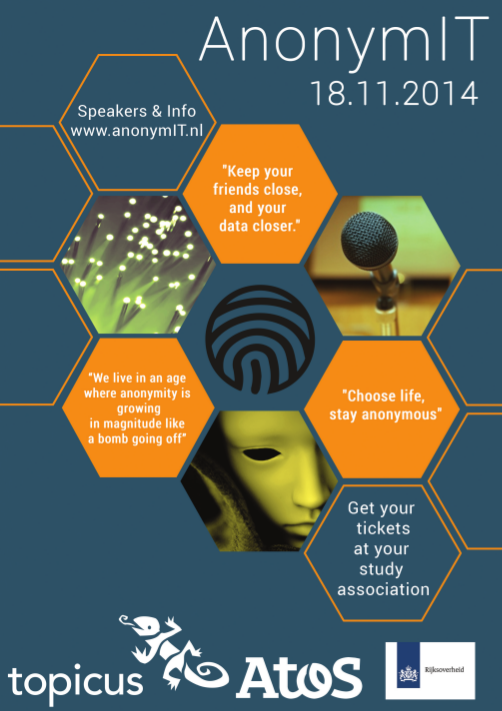 AnonymIT
18.11.2014
Speakers & Info
www.anonymIT.nl
"Keep your
friends close,
and your
data closer."
"We live in an age
where anonymity is
growing
in magnitude like
a bomb going off"
"Choose life,
stay anonymous"
Get your
tickets
at your
study
association
topicus
Atos
Rijksoverheid